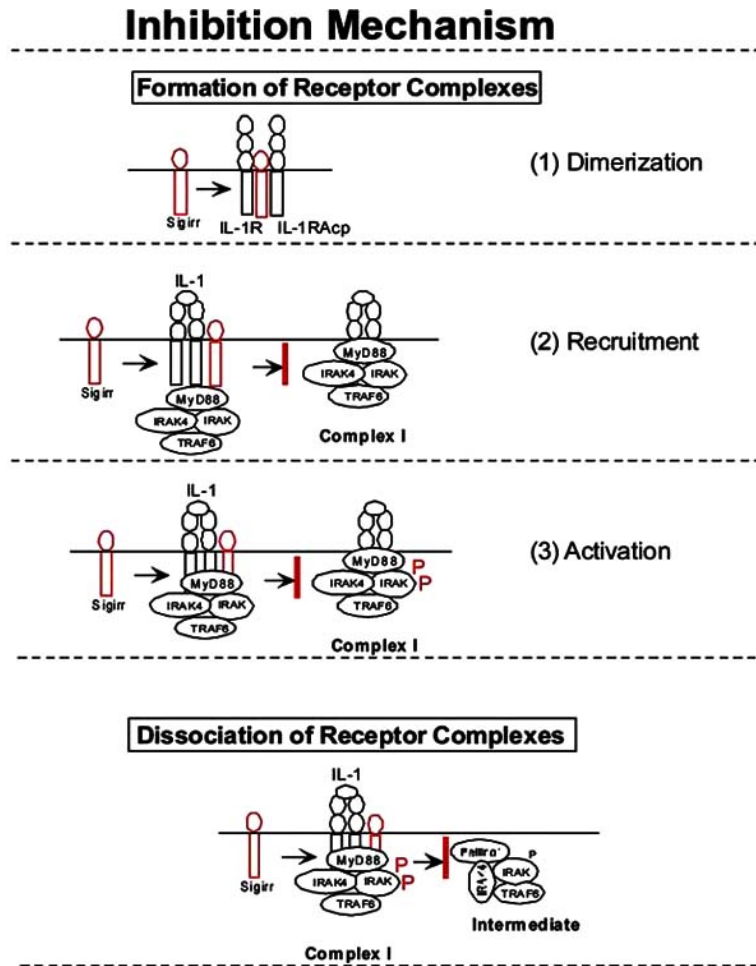 Inhibition Mechanism
Formation of Receptor Complexes
(1) Dimerization
Sigirr
IL-1R
IL-1RAcp
IL-1
(2) Recruitment
MyD88
IRAK4
IRAK
TRAF6
Sigirr
MyD88
IRAK4
IRAK
TRAF6
Complex I
IL-1
(3) Activation
MyD88
P
IRAK4
IRAK
P
TRAF6
Sigirr
MyD88
IRAK4
IRAK
TRAF6
Complex I
Dissociation of Receptor Complexes
IL-1
MyD88
P
IRAK4
IRAK
P
TRAF6
Sigirr
P
IRAK
TRAF6
Intermediate
Complex I